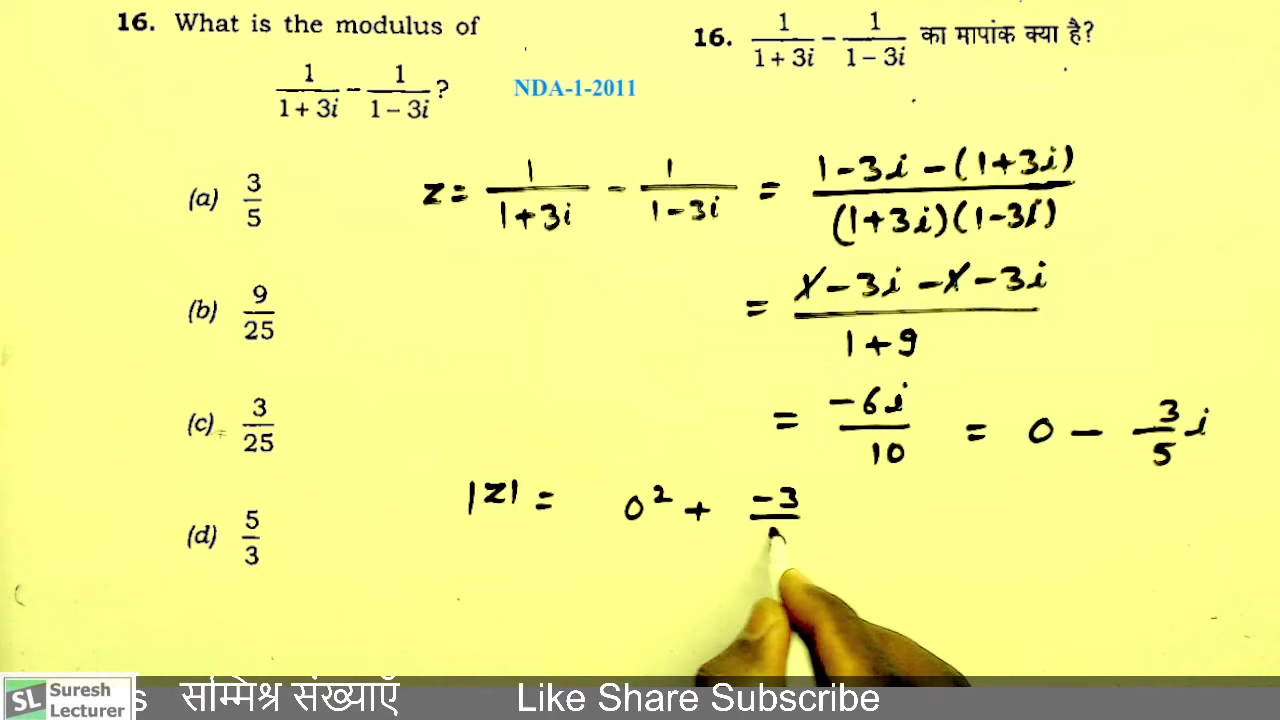 16. What is the modulus of
1/(1 + 3i) – 1/(1 – 3i) ?
NDA-1-2011
16. 1/(1 + 3i) – 1/(1 – 3i) का मापांक क्या है?
(a) 3/5
(b) 9/25
(c) 3/25
(d) 5/3
z = 1/(1+3i) - 1/(1-3i) = (1-3i-(1+3i))/((1+3i)(1-3i))
= (1-3i-1-3i)/(1+9)
= -6i/10 = 0 - 3/5 i
|z| = 0² + -3/
SL Suresh
Lecturer
s सम्मिश्र संख्याएँ Like Share Subscribe